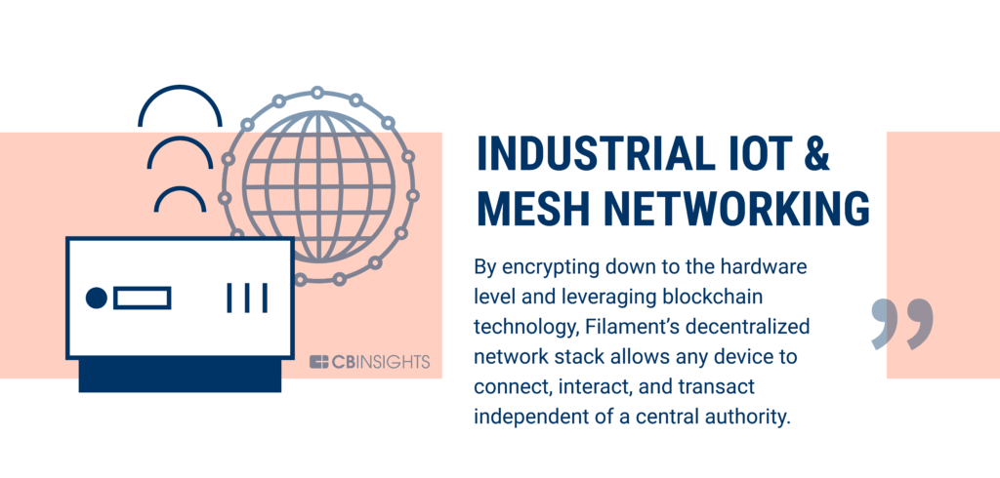 INDUSTRIAL IOT &
MESH NETWORKING
By encrypting down to the hardware
level and leveraging blockchain
technology, Filament’s decentralized
network stack allows any device to
connect, interact, and transact
independent of a central authority.
”
CBINSIGHTS